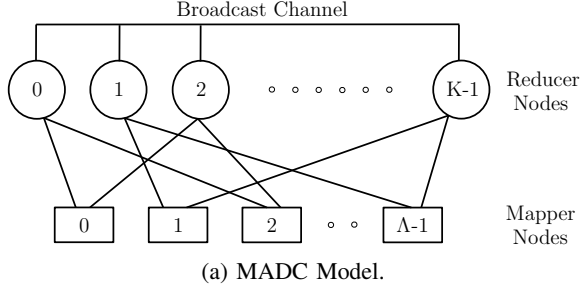 Broadcast Channel
0 1 2 K-1
Reducer
Nodes
0 1 2 Λ-1
Mapper
Nodes
(a) MADC Model.